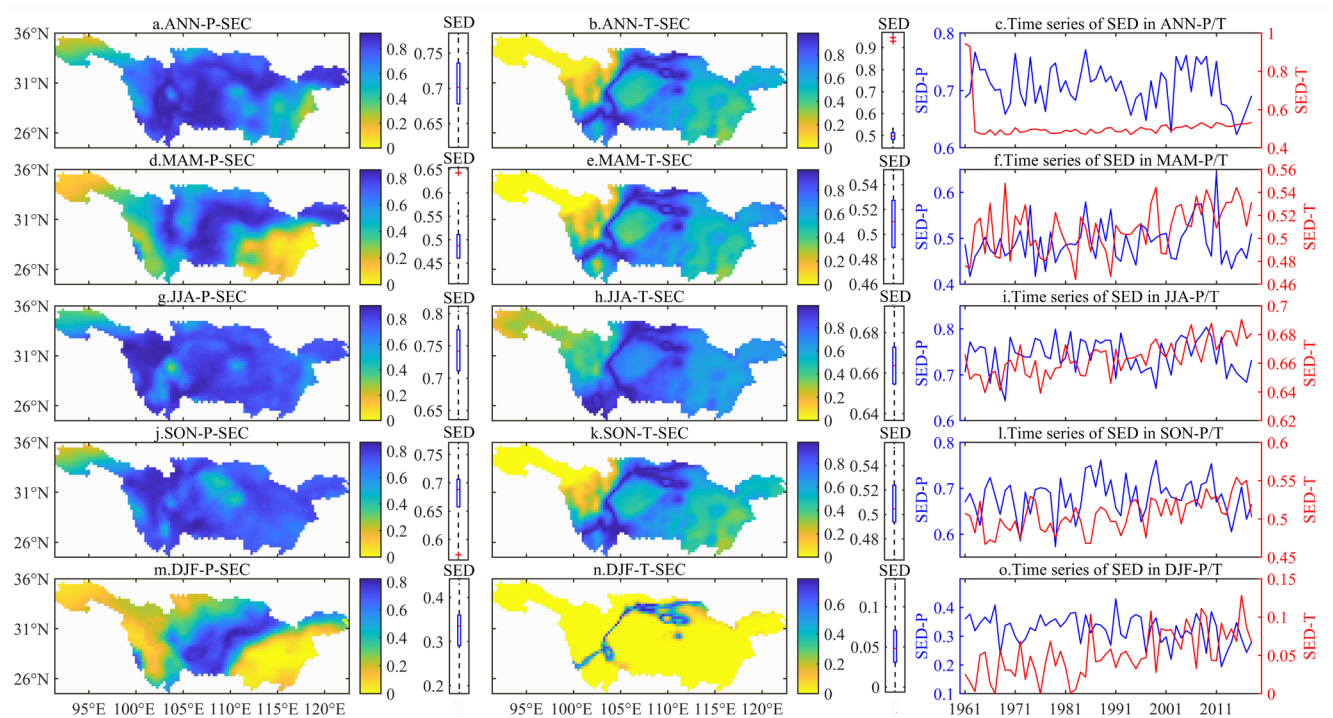 a.ANN-P-SEC SED b.ANN-T-SEC SED c.Time series of SED in ANN-P/T
36°N 31°N 26°N
0.8 0.6 0.4 0.2 0
0.75 0.7 0.65
0.8 0.6 0.4 0.2 0
0.9 0.8 0.7 0.6 0.5
SED-P 0.8 0.7 0.6
1 0.8 0.6 0.4 SED-T
d.MAM-P-SEC SED e.MAM-T-SEC SED f.Time series of SED in MAM-P/T
36°N 31°N 26°N
0.8 0.6 0.4 0.2 0
0.65 0.6 0.55 0.5 0.45
0.8 0.6 0.4 0.2 0
0.54 0.52 0.5 0.48 0.46
SED-P 0.6 0.5 0.4
0.56 0.54 0.52 0.5 0.48 0.46 SED-T
g.JJA-P-SEC SED h.JJA-T-SEC SED i.Time series of SED in JJA-P/T
36°N 31°N 26°N
0.8 0.6 0.4 0.2 0
0.8 0.75 0.7 0.65
0.8 0.6 0.4 0.2 0
0.68 0.66 0.64
SED-P 0.8 0.7 0.6
0.7 0.68 0.66 0.64 0.62 SED-T
j.SON-P-SEC SED k.SON-T-SEC SED l.Time series of SED in SON-P/T
36°N 31°N 26°N
0.8 0.6 0.4 0.2 0
0.75 0.7 0.65 0.6
0.8 0.6 0.4 0.2 0
0.54 0.52 0.5 0.48
SED-P 0.8 0.7 0.6
0.6 0.55 0.5 0.45 SED-T
m.DJF-P-SEC SED n.DJF-T-SEC SED o.Time series of SED in DJF-P/T
36°N 31°N 26°N
0.8 0.6 0.4 0.2 0
0.4 0.3 0.2
0.8 0.6 0.4 0.2 0
0.1 0.05 0
SED-P 0.4 0.3 0.2 0.1
0.15 0.1 0.05 0 SED-T
95°E 100°E 105°E 110°E 115°E 120°E
95°E 100°E 105°E 110°E 115°E 120°E
1961 1971 1981 1991 2001 2011